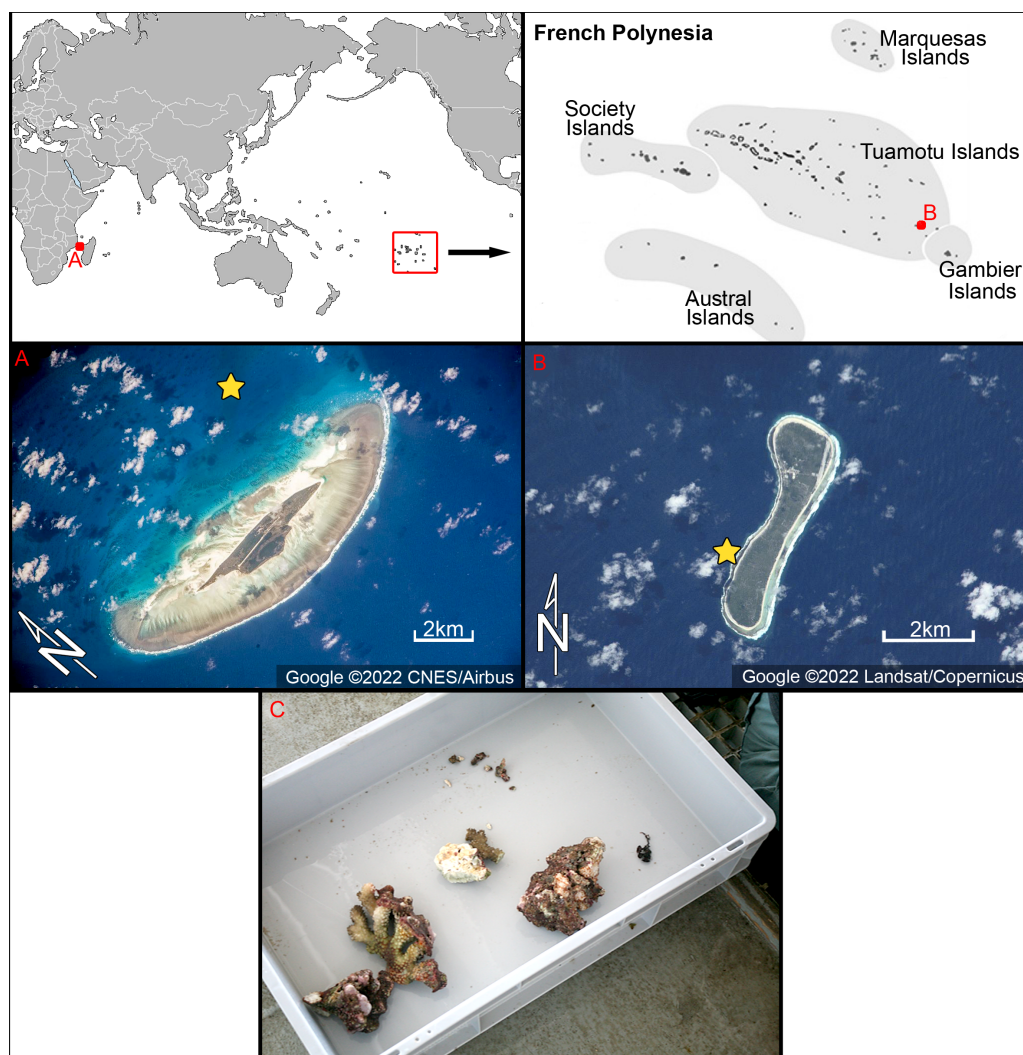 French Polynesia
Marquesas
Islands
Society
Islands
Tuamotu Islands
B
A
Gambier
Islands
Austral
Islands
A
N
2km
Google ©2022 CNES/Airbus
B
N
2km
Google ©2022 Landsat/Copernicus
C